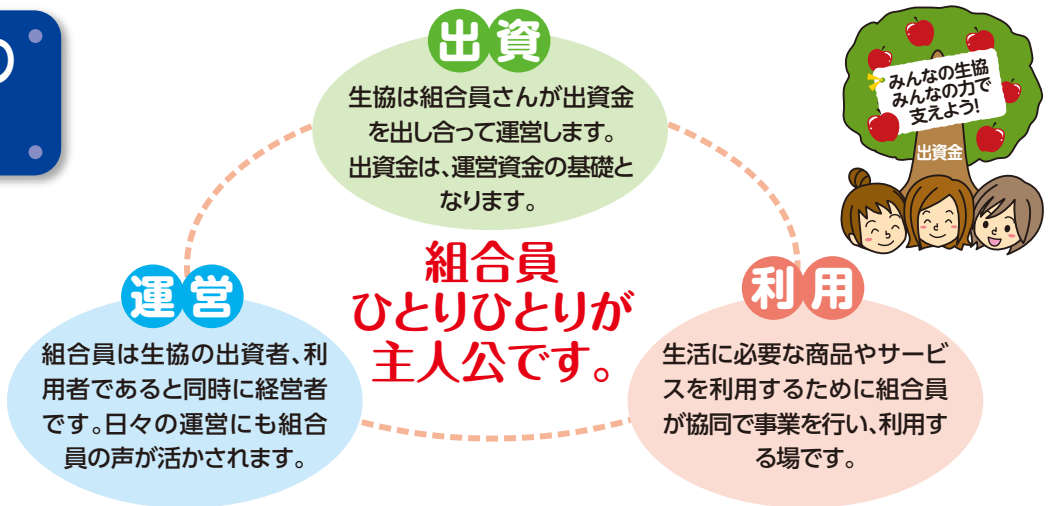 の
出資
生協は組合員さんが出資金
を出し合って運営します。
出資金は、運営資金の基礎と
なります。
みんなの生協
みんなの力で
支えよう!
出資金
組合員
ひとりひとりが
主人公です。
運営
組合員は生協の出資者、利
用者であると同時に経営者
です。日々の運営にも組合
員の声が活かされます。
利用
生活に必要な商品やサービ
スを利用するために組合員
が協同で事業を行い、利用す
る場です。